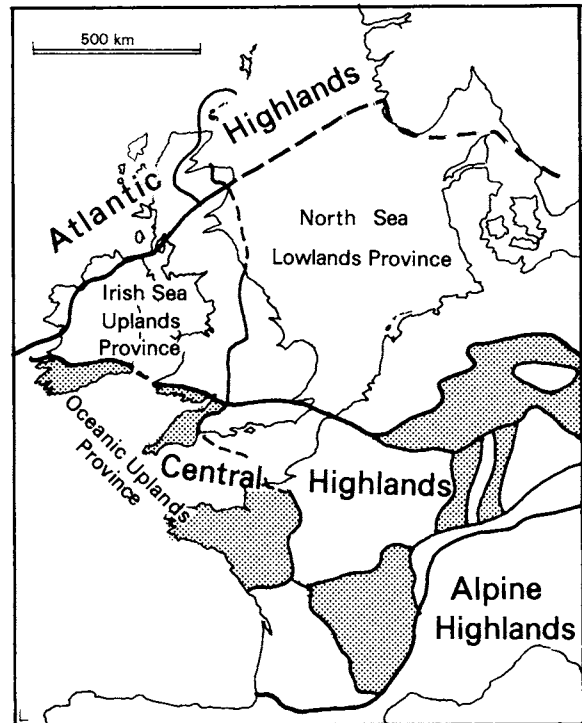 500 km
Atlantic Highlands
North Sea
Lowlands Province
Irish Sea
Uplands
Province
Oceanic Uplands
Province
Central Highlands
Alpine
Highlands